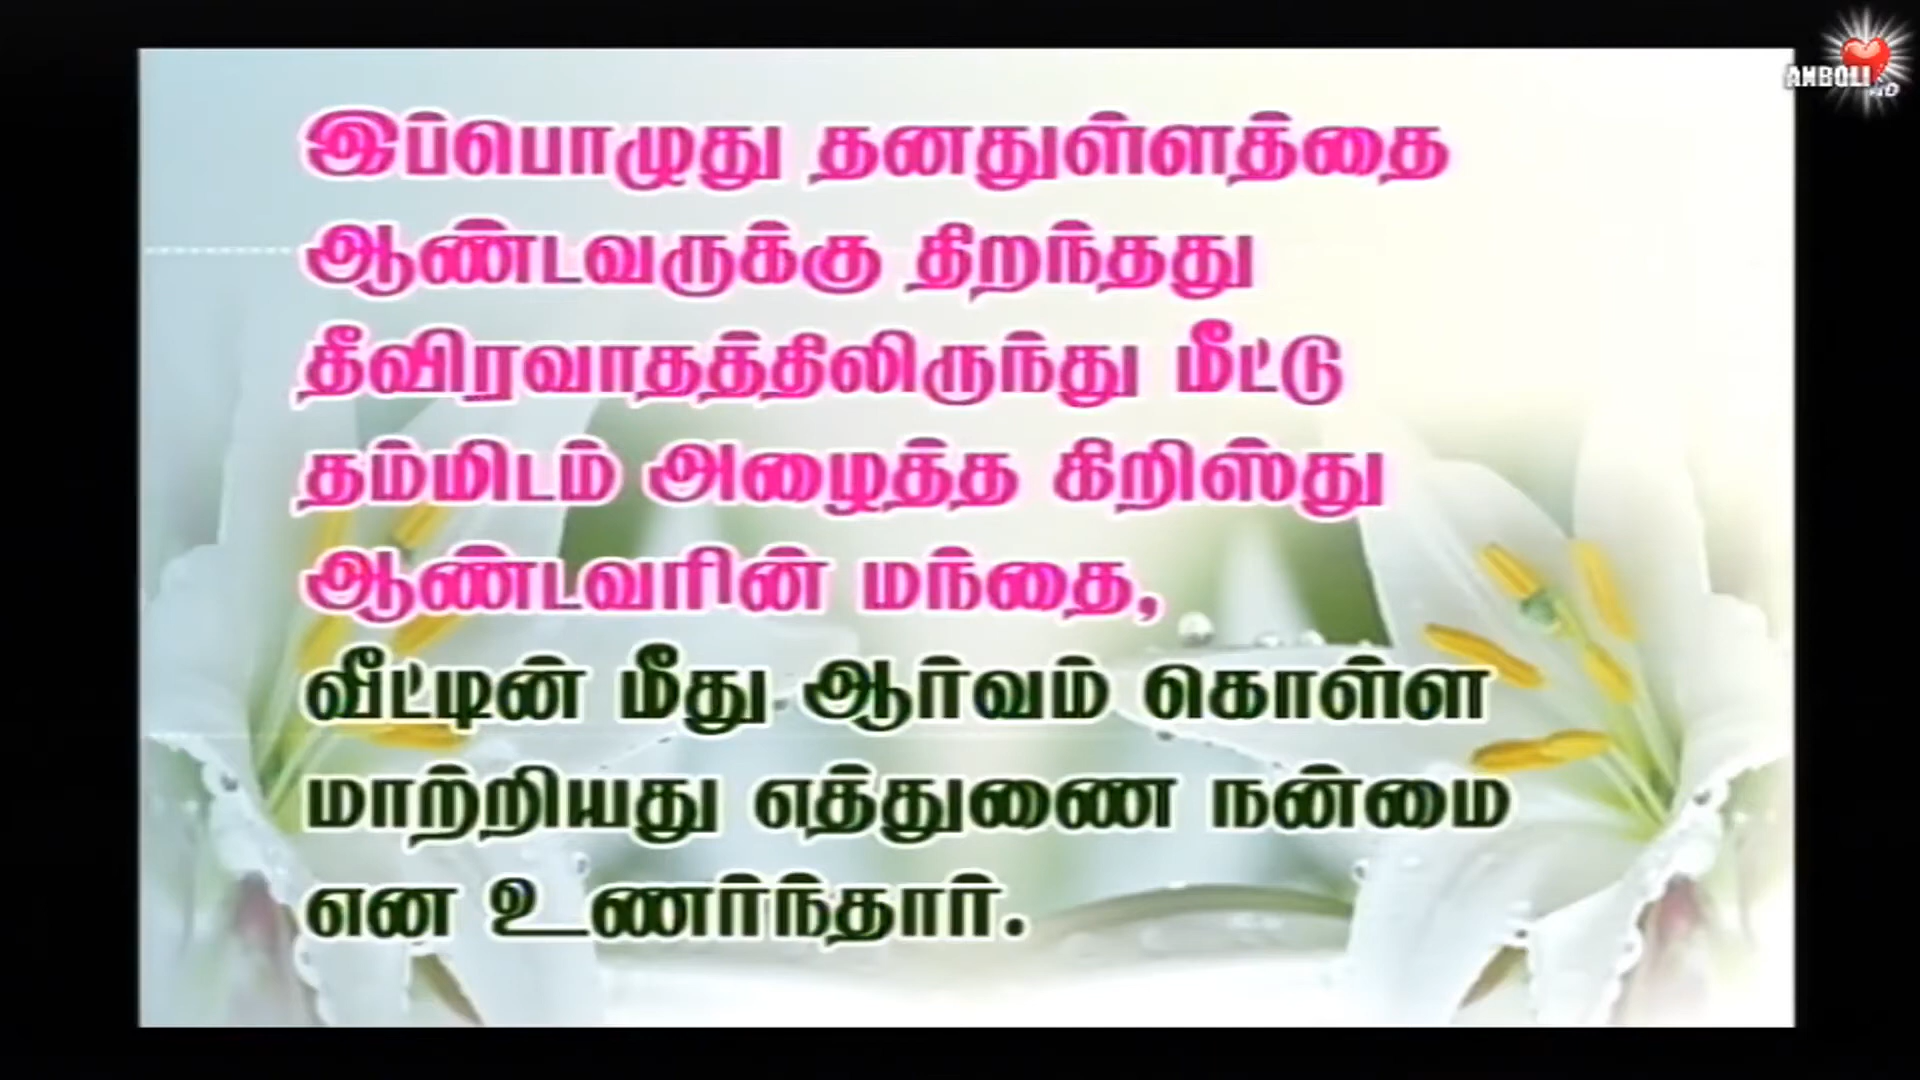 இப்பொழுது தனதுள்ளத்தை
ஆண்டவருக்கு திறந்தது
தீவிரவாதத்திலிருந்து மீட்டு
தம்மிடம் அழைத்த கிறிஸ்து
ஆண்டவரின் மந்தை,
வீட்டின் மீது ஆர்வம் கொள்ள
மாற்றியது எத்துணை நன்மை
என உணர்ந்தார்.
ANBOLI HD